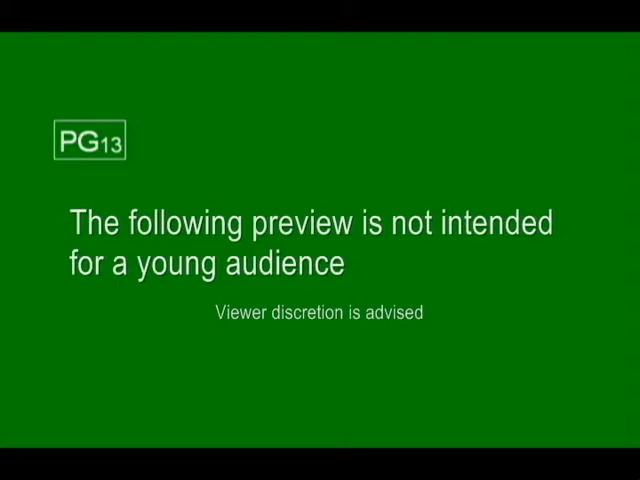 PG13
The following preview is not intended
for a young audience
Viewer discretion is advised